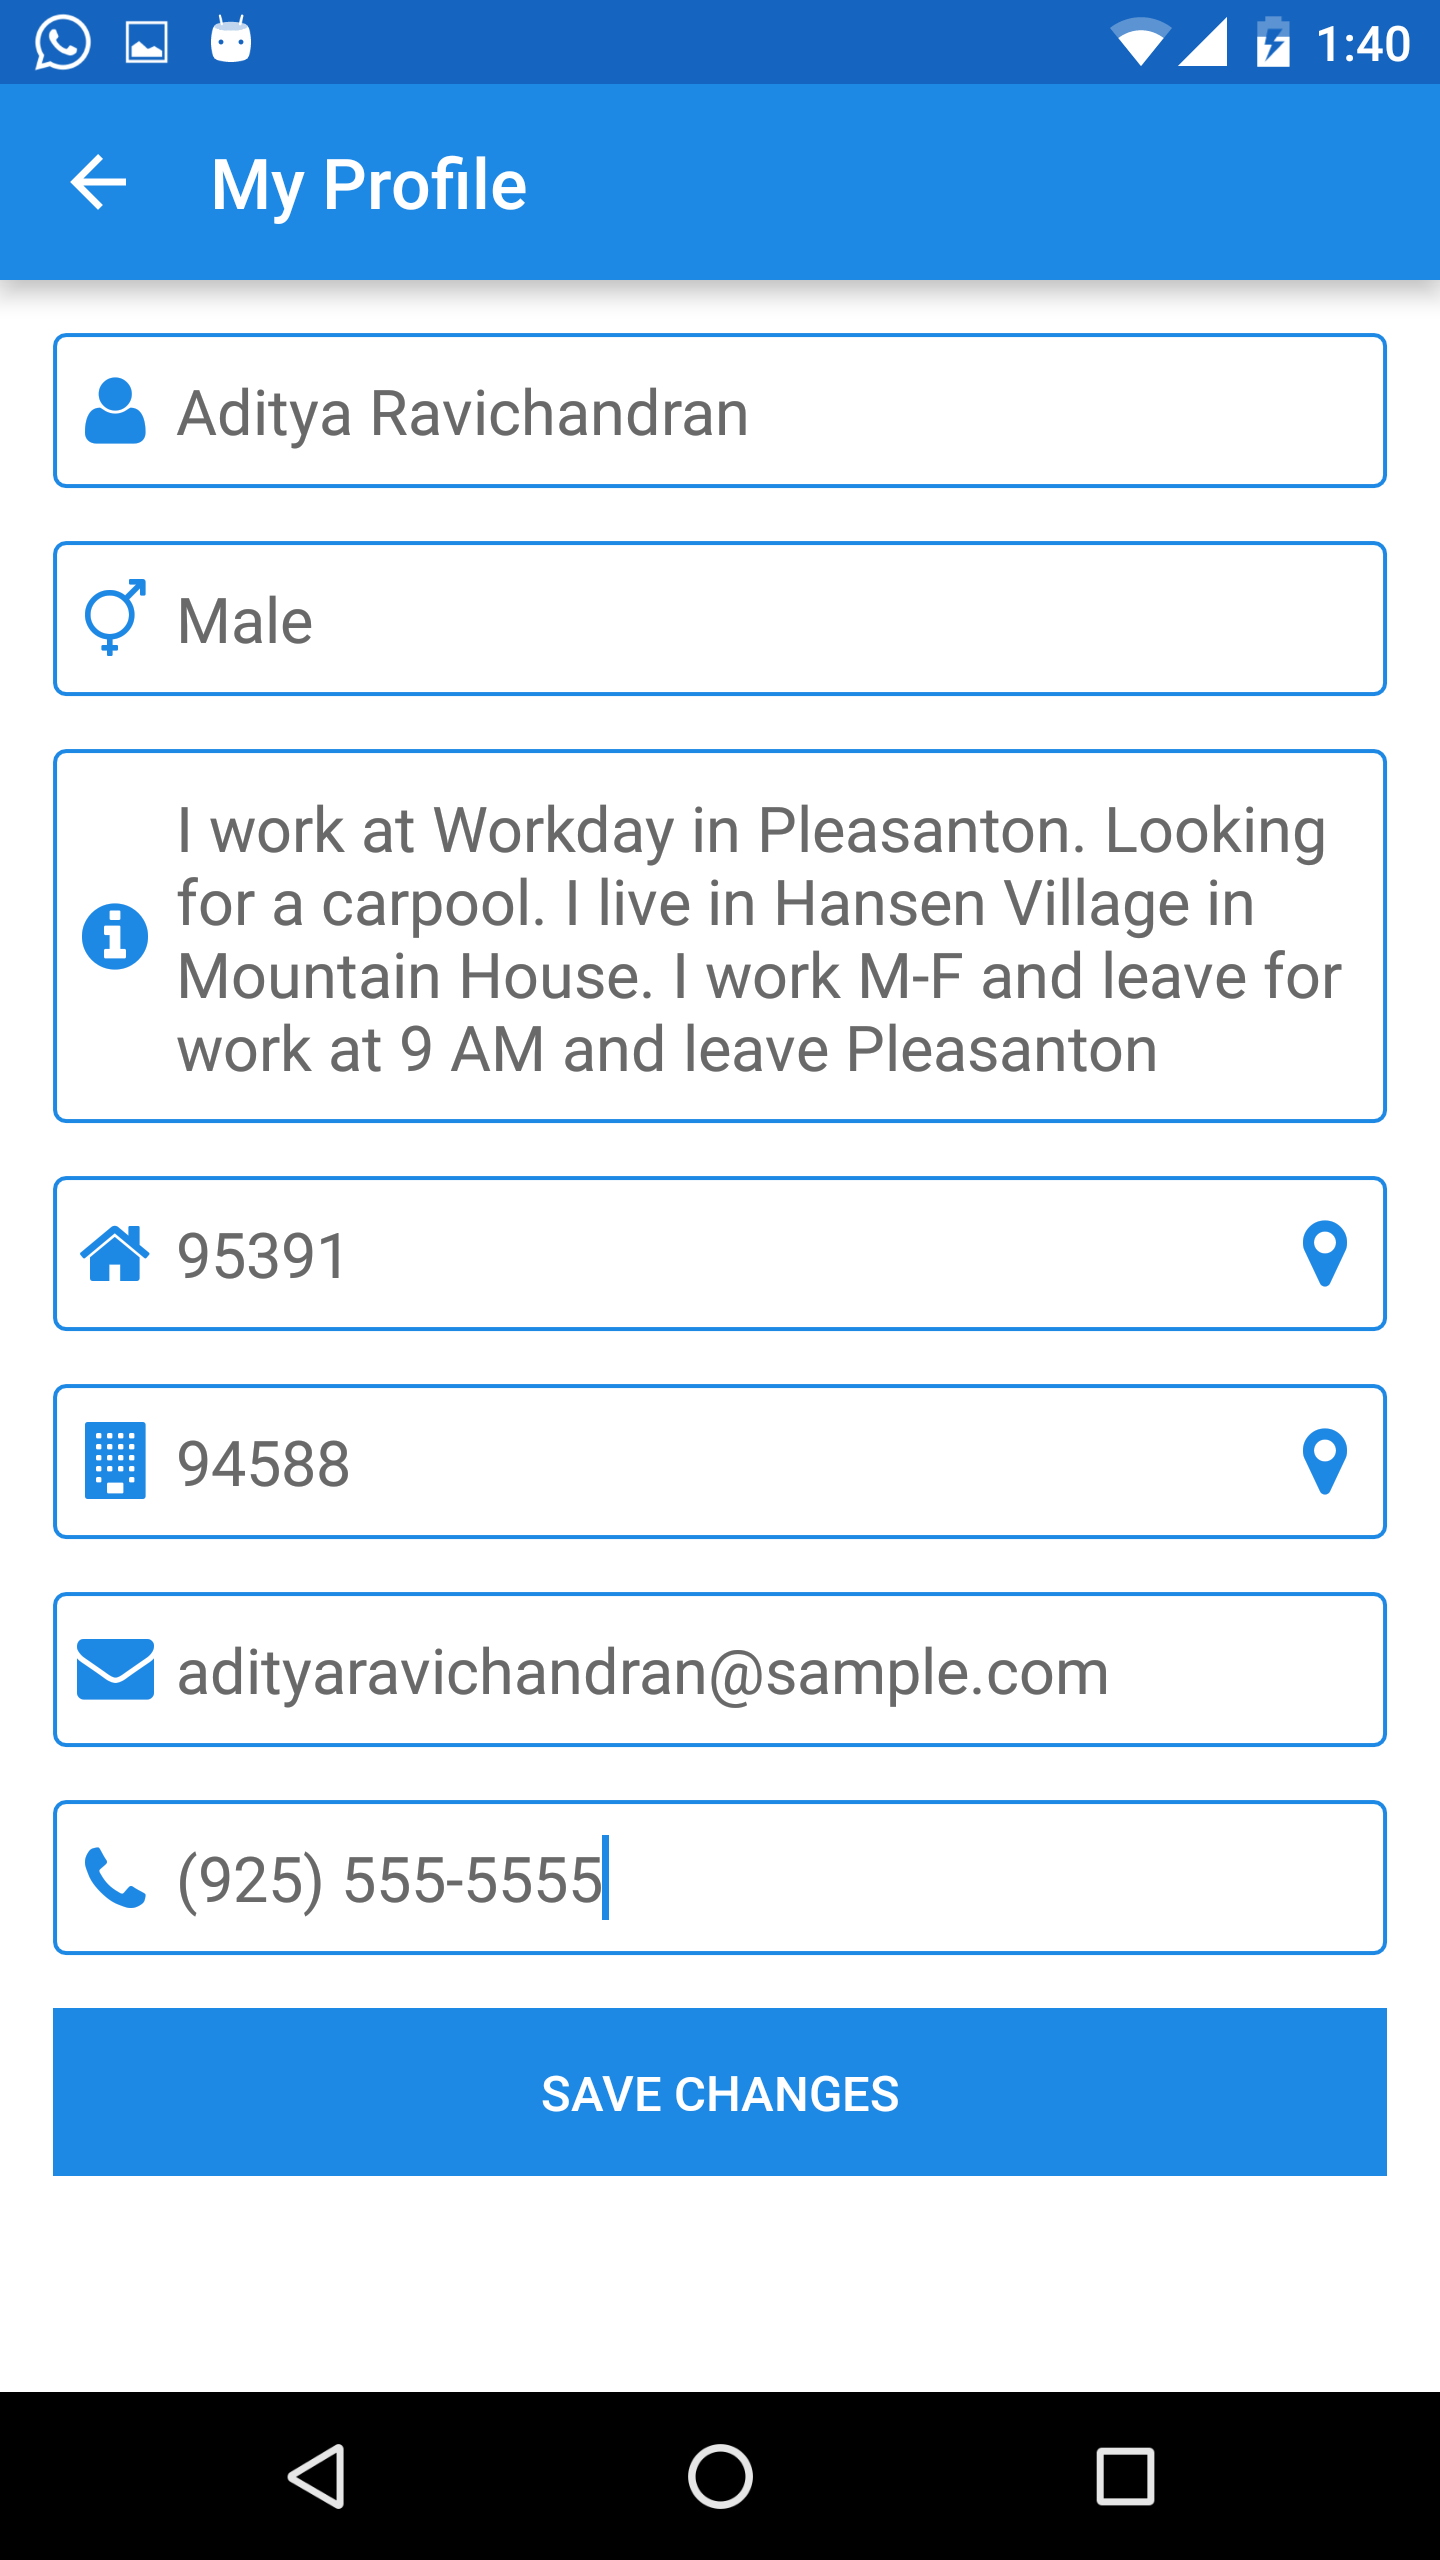 1:40
My Profile
Aditya Ravichandran
Male
I work at Workday in Pleasanton. Looking
for a carpool. I live in Hansen Village in
Mountain House. I work M-F and leave for
work at 9 AM and leave Pleasanton
95391
94588
adityaravichandran@sample.com
(925) 555-5555
SAVE CHANGES